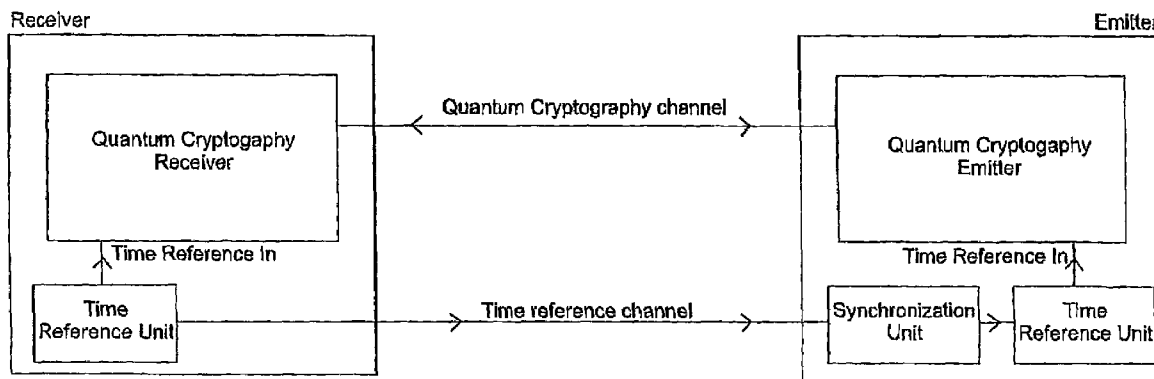 Receiver
Emitter
Quantum Cryptography channel
Quantum Cryptogaphy
Receiver
Quantum Cryptogaphy
Emitter
Time Reference In
Time Reference In
Time
Reference Unit
Time reference channel
Synchronization
Unit
Time
Reference Unit